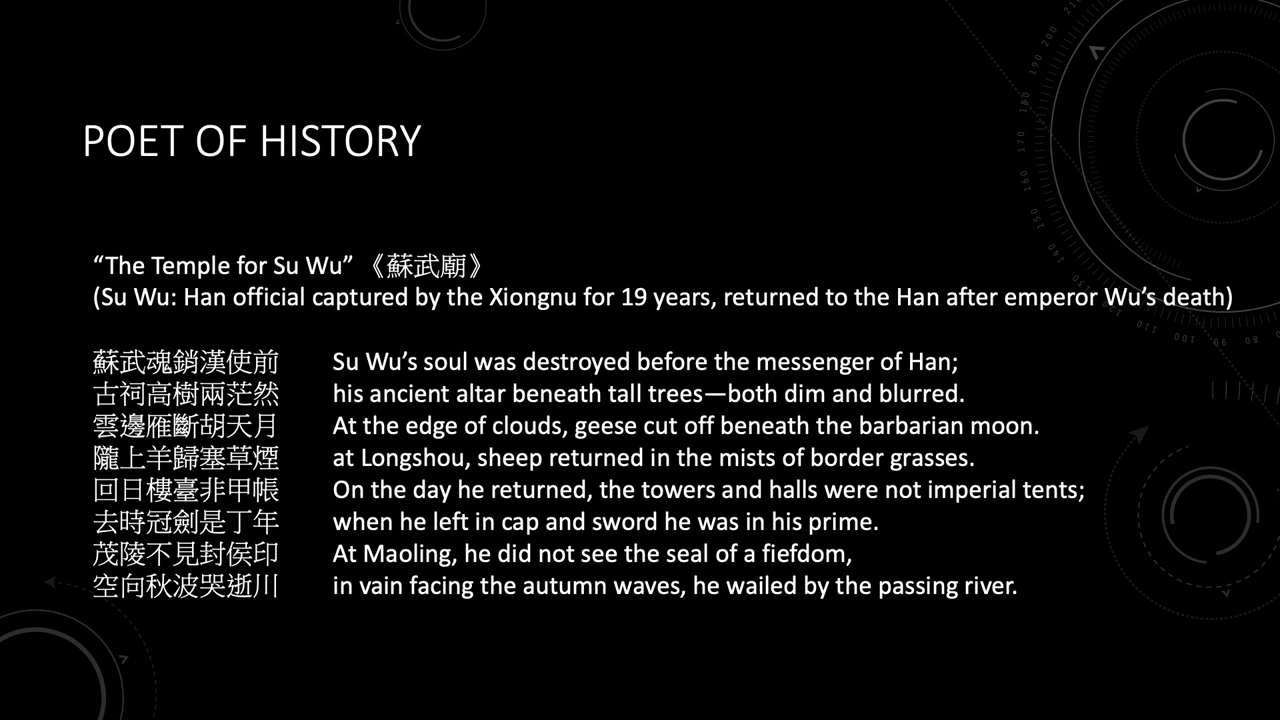 POET OF HISTORY
“The Temple for Su Wu” 《蘇武廟》
(Su Wu: Han official captured by the Xiongnu for 19 years, returned to the Han after emperor Wu’s death)
蘇武魂銷漢使前 Su Wu’s soul was destroyed before the messenger of Han;
古祠高樹兩茫然 his ancient altar beneath tall trees—both dim and blurred.
雲邊雁斷胡天月 At the edge of clouds, geese cut off beneath the barbarian moon.
隴上羊歸塞草煙 at Longshou, sheep returned in the mists of border grasses.
回日樓臺非甲帳 On the day he returned, the towers and halls were not imperial tents;
去時冠劍是丁年 when he left in cap and sword he was in his prime.
茂陵不見封侯印 At Maoling, he did not see the seal of a fiefdom,
空向秋波哭逝川 in vain facing the autumn waves, he wailed by the passing river.